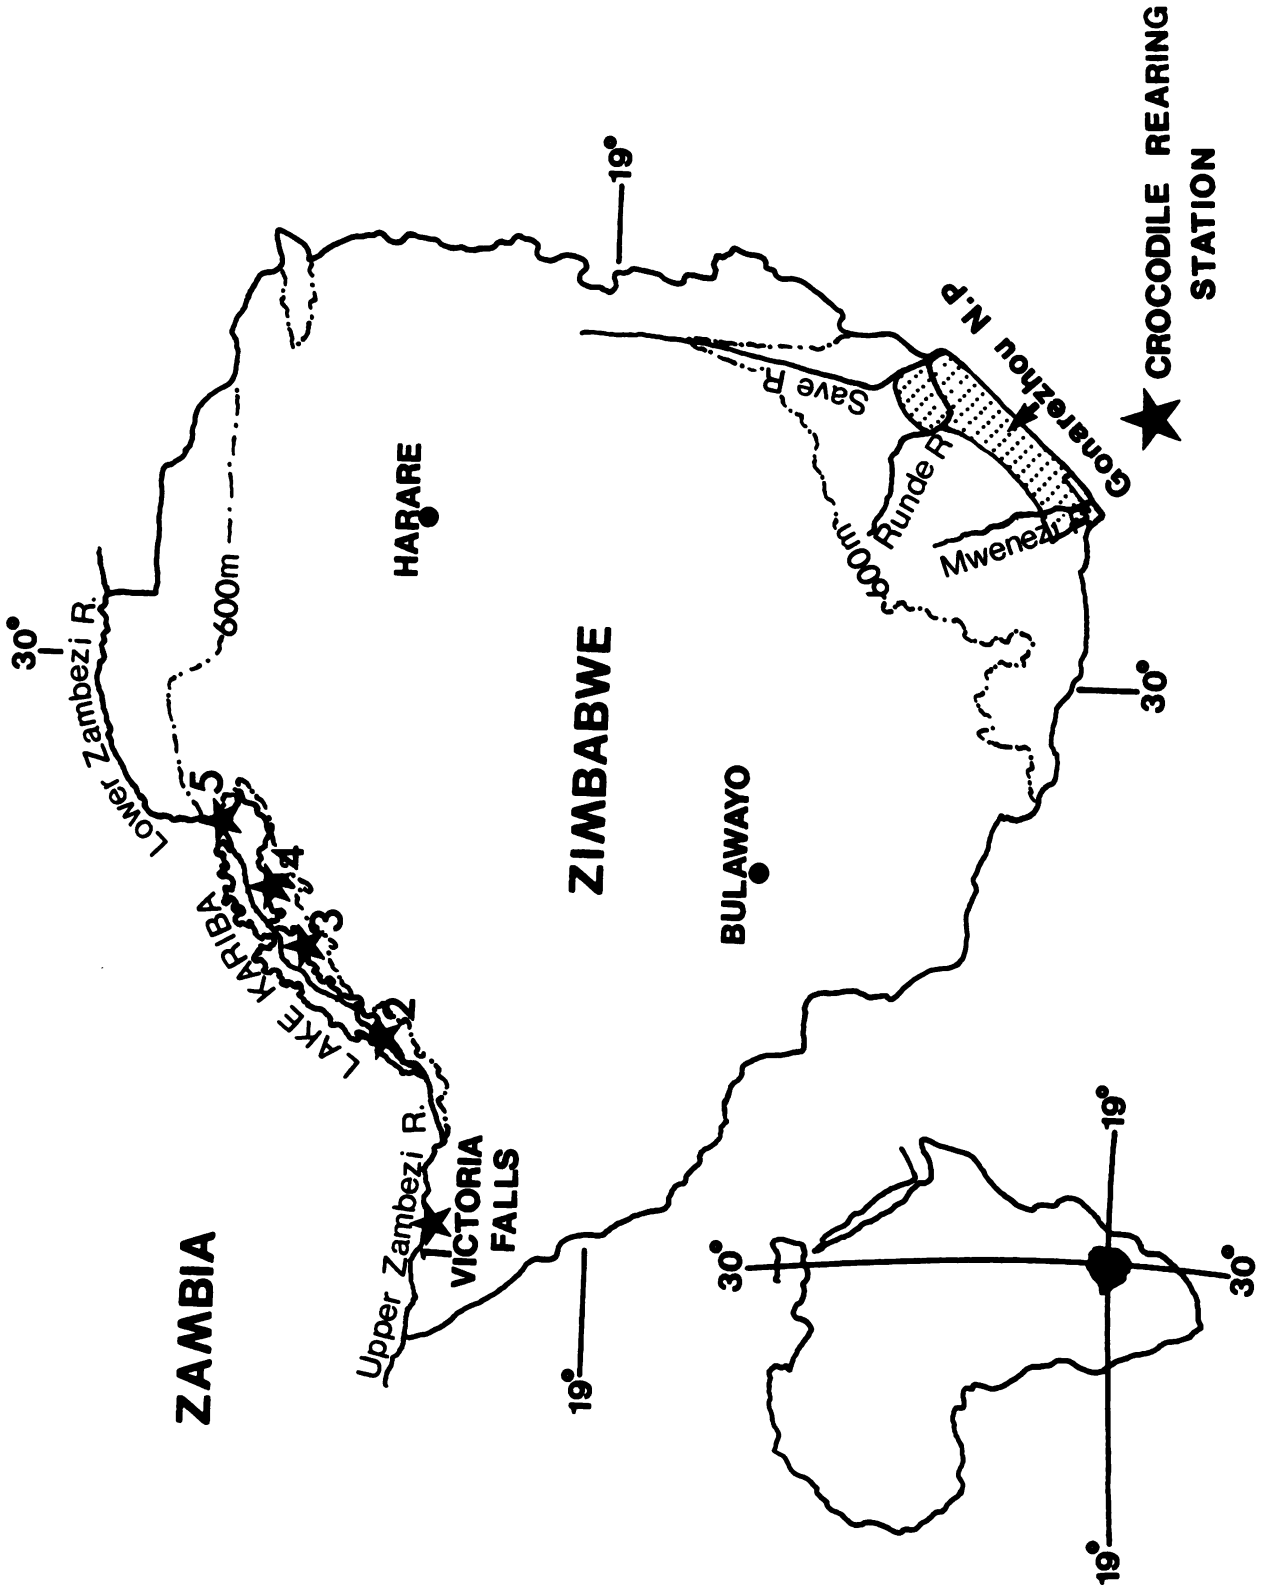 30°
Lower Zambezi R.
600m
5
4
3
2
1
LAKE KARIBA
ZAMBIA
Upper Zambezi R.
VICTORIA
FALLS
HARARE
ZIMBABWE
BULAWAYO
19°
19°
Save R
600m
Runde R
Mwenezi
Gonarezhou N.P
30°
CROCODILE REARING
STATION
30°
19°
19°
30°